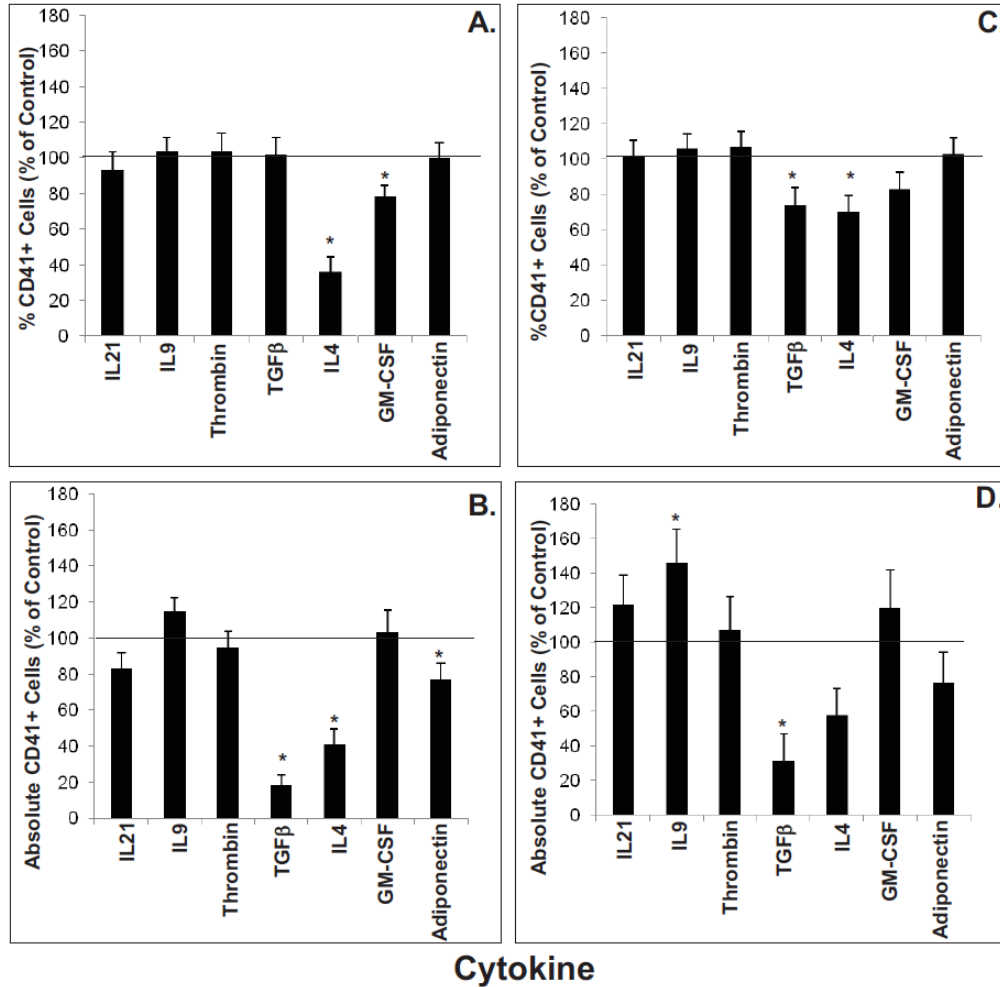 A.
% CD41+ Cells (% of Control)
180
160
140
120
100
80
60
40
20
0
*
*
IL21
IL9
Thrombin
TGFβ
IL4
GM-CSF
Adiponectin
C.
%CD41+ Cells (% of Control)
180
160
140
120
100
80
60
40
20
0
*
*
IL21
IL9
Thrombin
TGFβ
IL4
GM-CSF
Adiponectin
B.
Absolute CD41+ Cells (% of Control)
180
160
140
120
100
80
60
40
20
0
*
*
*
IL21
IL9
Thrombin
TGFβ
IL4
GM-CSF
Adiponectin
D.
Absolute CD41+ Cells (% of Control)
180
160
140
120
100
80
60
40
20
0
*
*
IL21
IL9
Thrombin
TGFβ
IL4
GM-CSF
Adiponectin
Cytokine